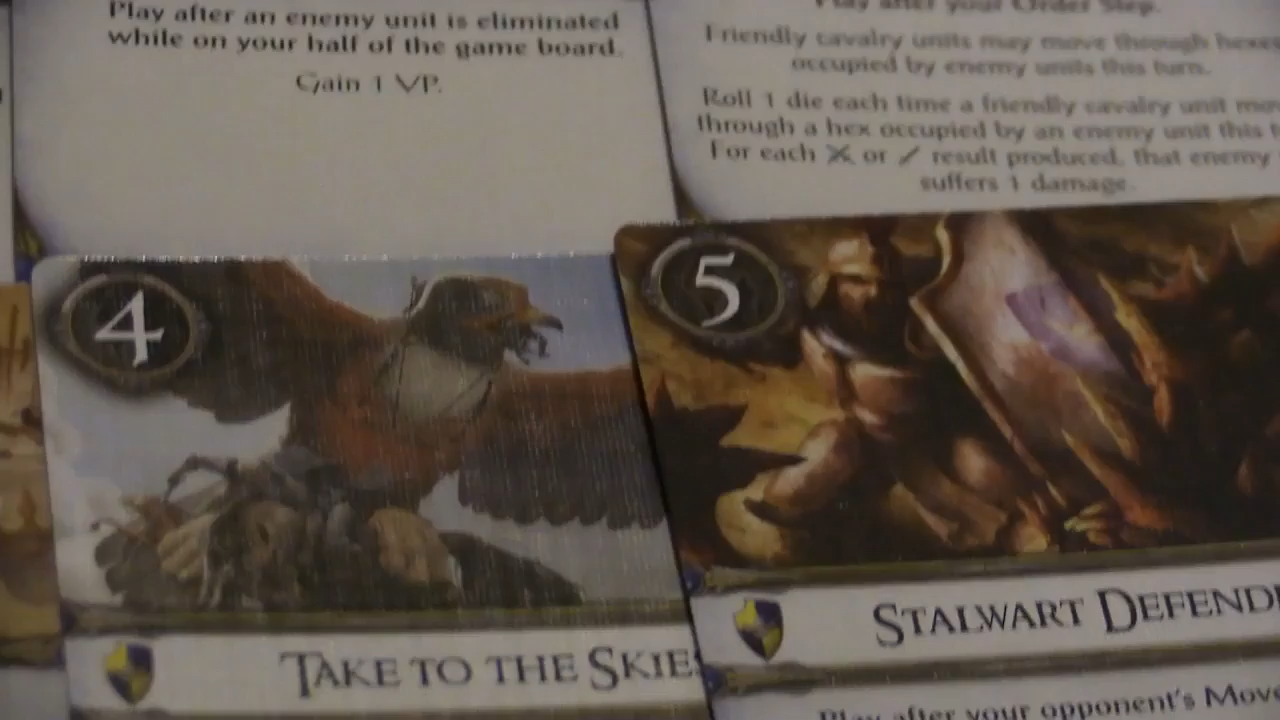 Play after an enemy unit is eliminated
while on your half of the game board.
Gain 1 VP.
Play after your Order Step.
Friendly cavalry units may move through hexes
occupied by enemy units this turn.
Roll 1 die each time a friendly cavalry unit mo
through a hex occupied by an enemy unit this t
For each or result produced, that enemy
suffers 1 damage.
4
TAKE TO THE SKIES
5
STALWART DEFEND
Play after your opponent's Move